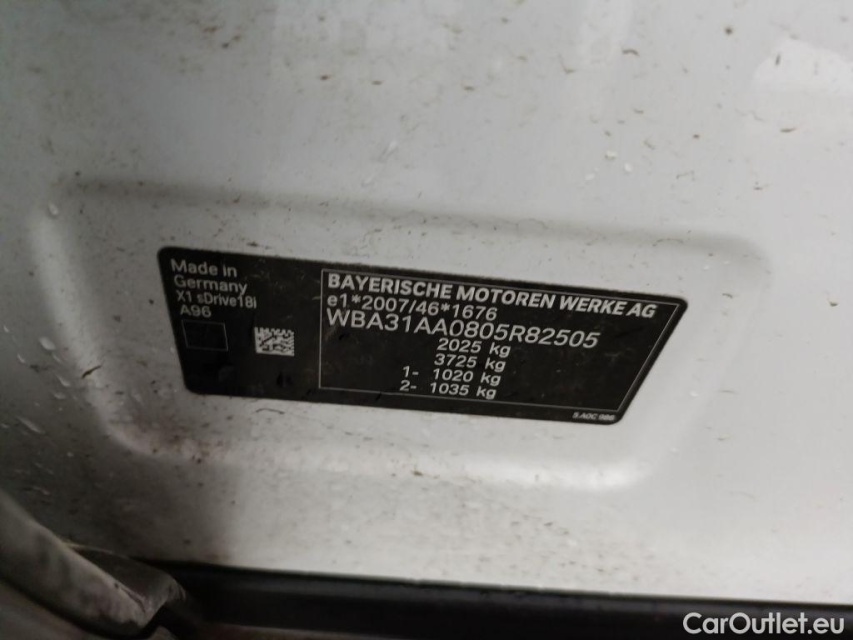 Made in
Germany
X1 sDrive18i
A96
BAYERISCHE MOTOREN WERKE AG
e1*2007/46*1676
WBA31AA0805R82505
2025 kg
3725 kg
1- 1020 kg
2- 1035 kg
CarOutlet.eu